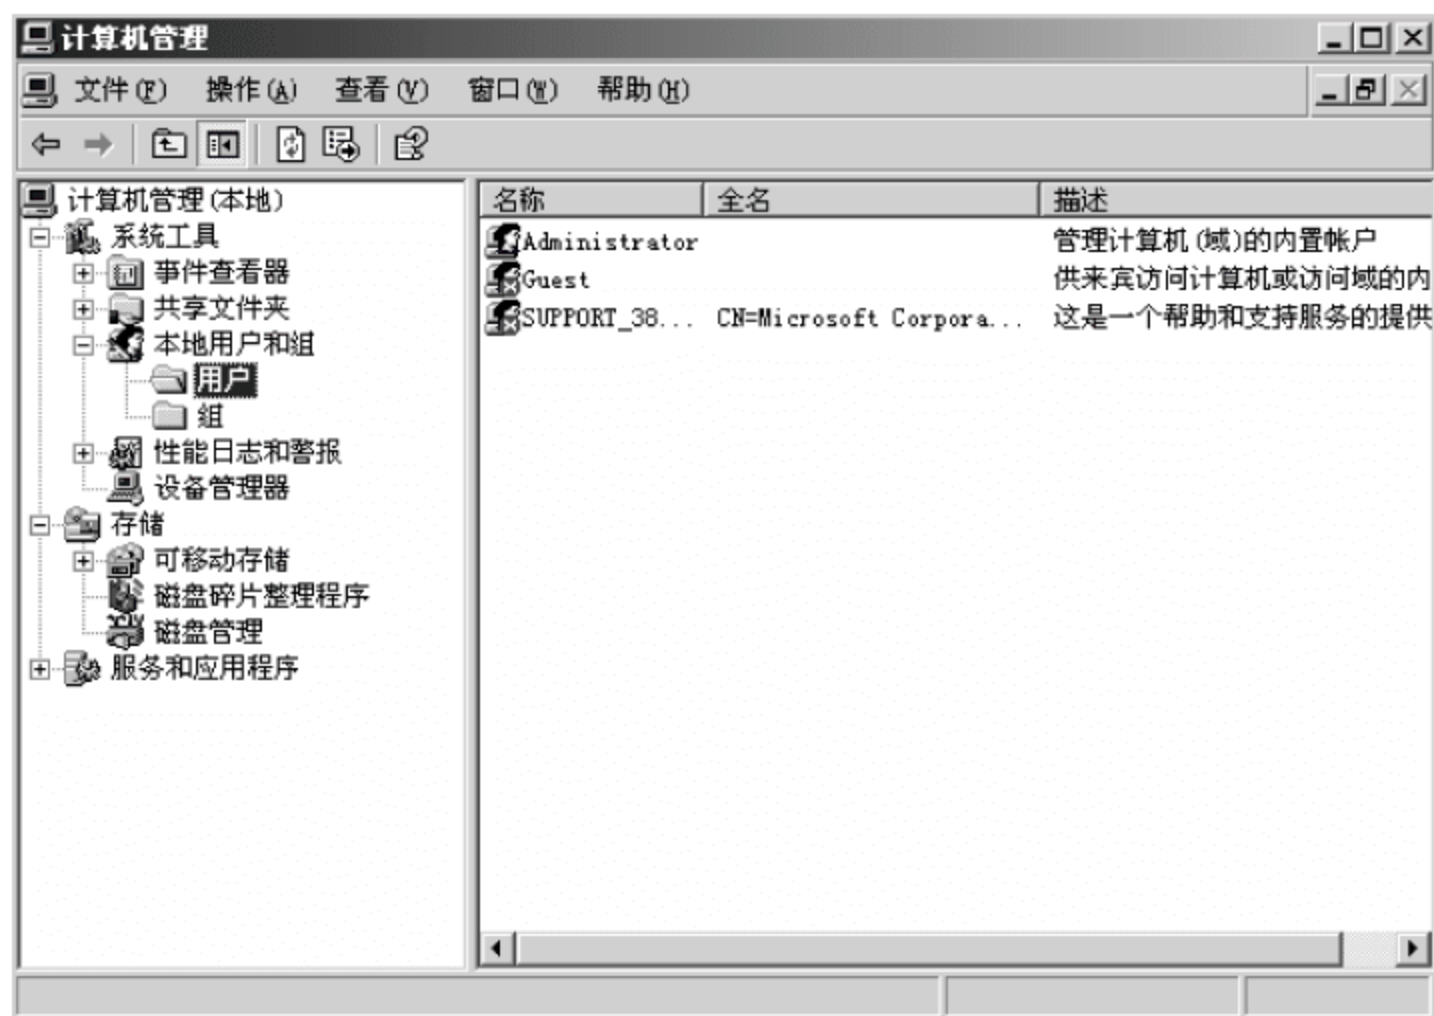 计算机管理
文件(F) 操作(A) 查看(V) 窗口(W) 帮助(H)
计算机管理(本地)
系统工具
事件查看器
共享文件夹
本地用户和组
用户
组
性能日志和警报
设备管理器
存储
可移动存储
磁盘碎片整理程序
磁盘管理
服务和应用程序
名称 全名 描述
Administrator 管理计算机(域)的内置帐户
Guest 供来宾访问计算机或访问域的内
SUPPORT_38... CN=Microsoft Corpora... 这是一个帮助和支持服务的提供